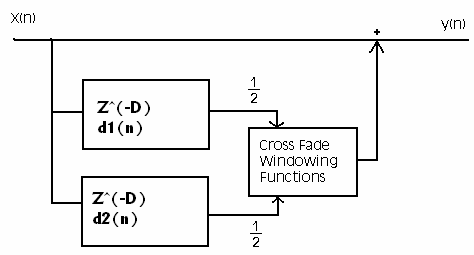 X(n)
y(n)
+
Z^(-D)
d1(n)
1/2
Cross Fade
Windowing
Functions
Z^(-D)
d2(n)
1/2